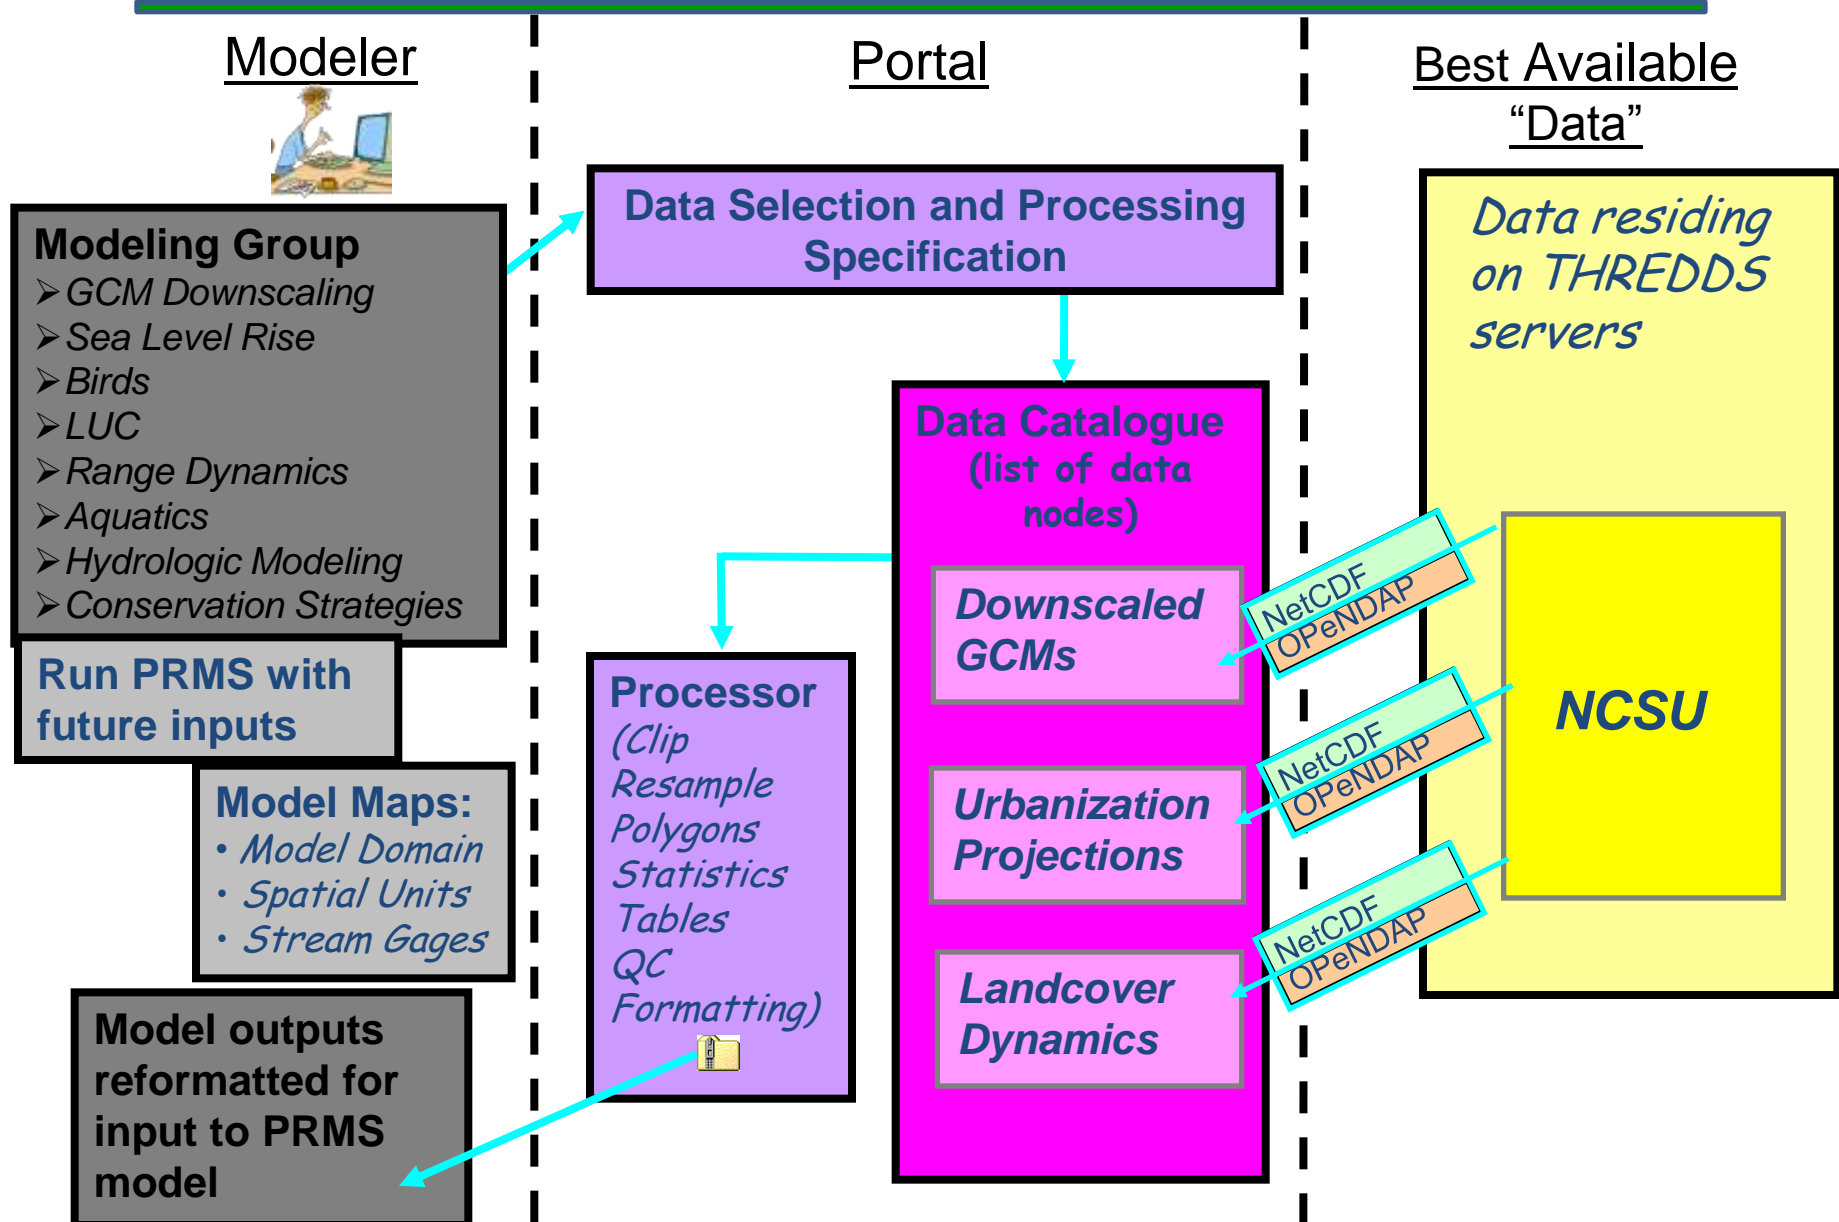 Modeler
Portal
Best Available
“Data”
Modeling Group
➢GCM Downscaling
➢Sea Level Rise
➢Birds
➢LUC
➢Range Dynamics
➢Aquatics
➢Hydrologic Modeling
➢Conservation Strategies
Run PRMS with
future inputs
Model Maps:
• Model Domain
• Spatial Units
• Stream Gages
Model outputs
reformatted for
input to PRMS
model
Data Selection and Processing
Specification
Processor
(Clip
Resample
Polygons
Statistics
Tables
QC
Formatting)
Data Catalogue
(list of data
nodes)
Downscaled
GCMs
Urbanization
Projections
Landcover
Dynamics
NetCDF
OPeNDAP
NetCDF
OPeNDAP
NetCDF
OPeNDAP
Data residing
on THREDDS
servers
NCSU